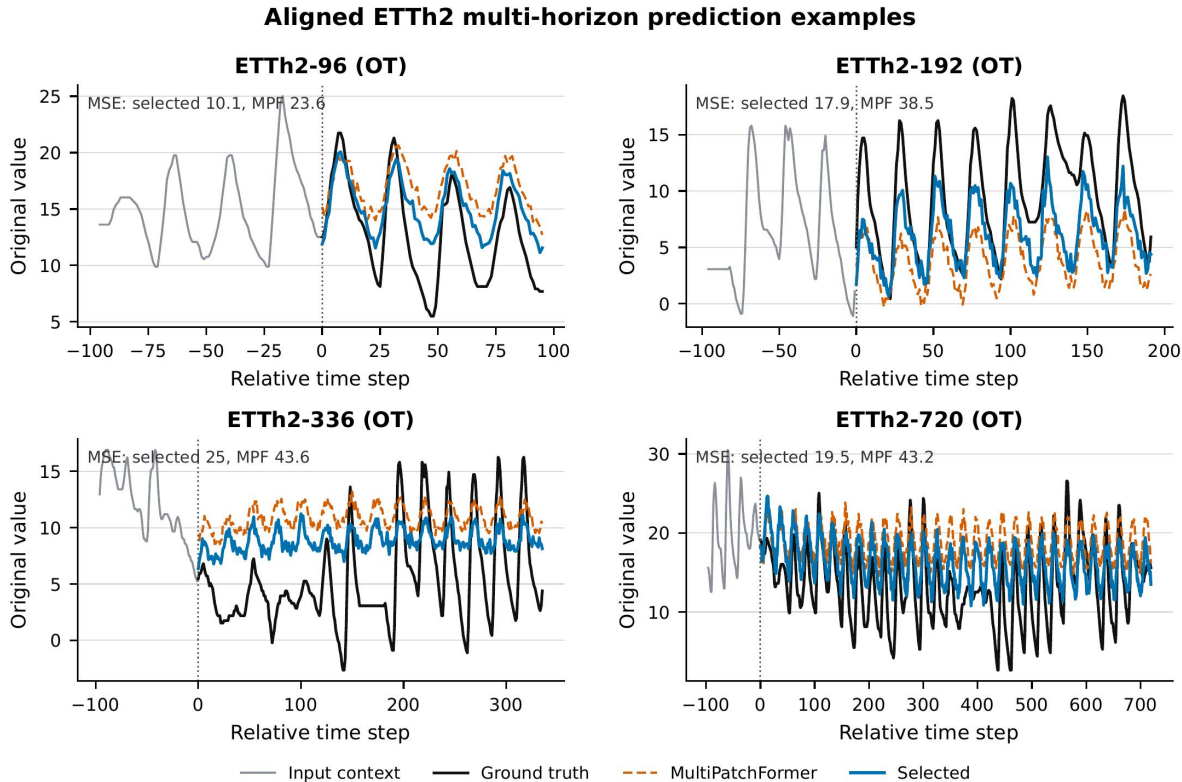 Aligned ETTh2 multi-horizon prediction examples
ETTh2-96 (OT)
MSE: selected 10.1, MPF 23.6
Original value
25
20
15
10
5
−100 −75 −50 −25 0 25 50 75 100
Relative time step
ETTh2-192 (OT)
MSE: selected 17.9, MPF 38.5
Original value
15
10
5
0
−100 −50 0 50 100 150 200
Relative time step
ETTh2-336 (OT)
MSE: selected 25, MPF 43.6
Original value
15
10
5
0
−100 0 100 200 300
Relative time step
ETTh2-720 (OT)
MSE: selected 19.5, MPF 43.2
Original value
30
20
10
−100 0 100 200 300 400 500 600 700
Relative time step
Input context Ground truth MultiPatchFormer Selected